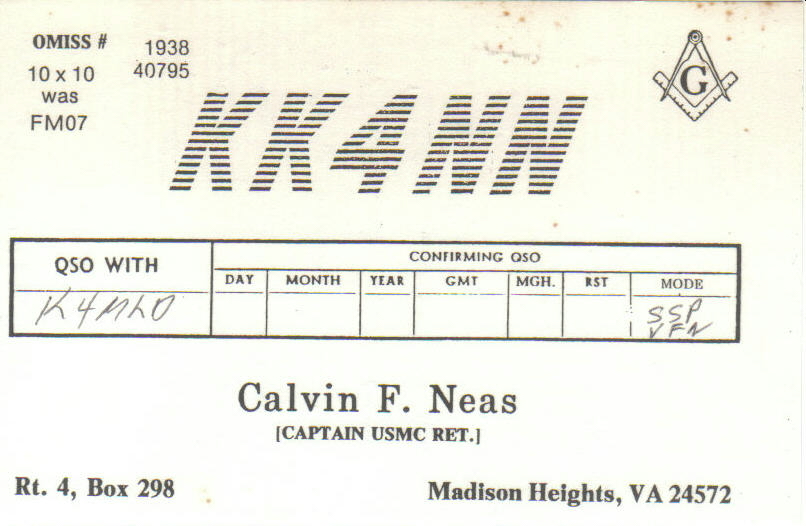 OMISS # 1938
10 x 10 40795
was
FM07
G
KK4NN
QSO WITH
CONFIRMING QSO
DAY MONTH YEAR GMT MGH. RST MODE
K4MLO
SSP
VFN
Calvin F. Neas
[CAPTAIN USMC RET.]
Rt. 4, Box 298
Madison Heights, VA 24572